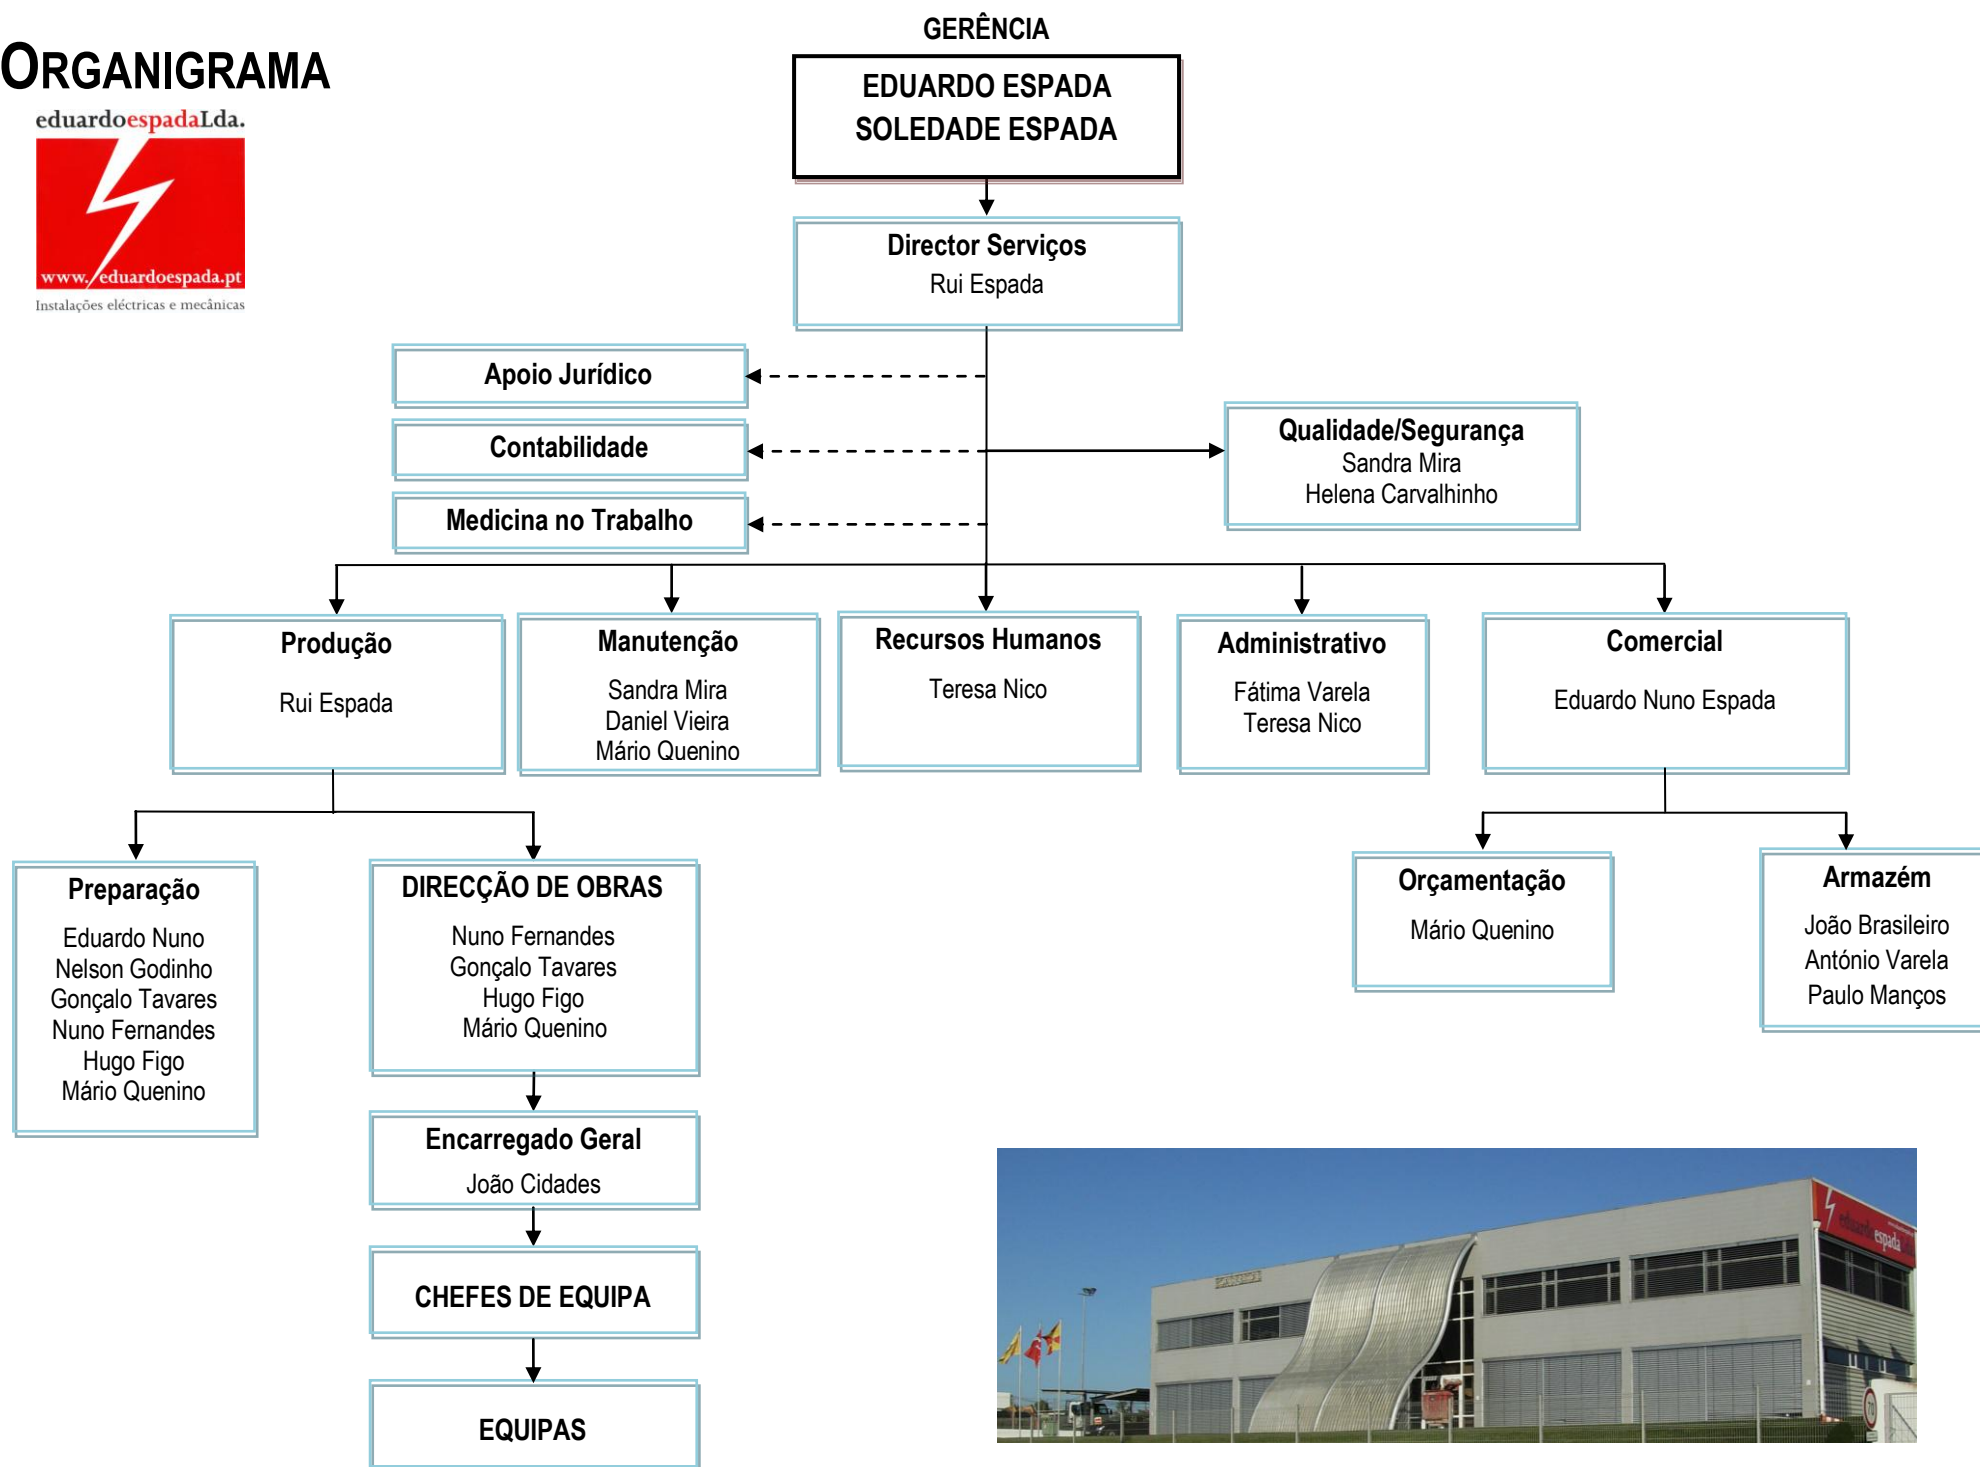 ORGANIGRAMA
eduardoespadaLda.
www.eduardoespada.pt
Instalações eléctricas e mecânicas
GERÊNCIA
EDUARDO ESPADA
SOLEDADE ESPADA
Director Serviços
Rui Espada
Apoio Jurídico
Contabilidade
Medicina no Trabalho
Qualidade/Segurança
Sandra Mira
Helena Carvalhinho
Produção
Rui Espada
Manutenção
Sandra Mira
Daniel Vieira
Mário Quenino
Recursos Humanos
Teresa Nico
Administrativo
Fátima Varela
Teresa Nico
Comercial
Eduardo Nuno Espada
Preparação
Eduardo Nuno
Nelson Godinho
Gonçalo Tavares
Nuno Fernandes
Hugo Figo
Mário Quenino
DIRECÇÃO DE OBRAS
Nuno Fernandes
Gonçalo Tavares
Hugo Figo
Mário Quenino
Encarregado Geral
João Cidades
CHEFES DE EQUIPA
EQUIPAS
Orçamentação
Mário Quenino
Armazém
João Brasileiro
António Varela
Paulo Manços
eduardoespada
70